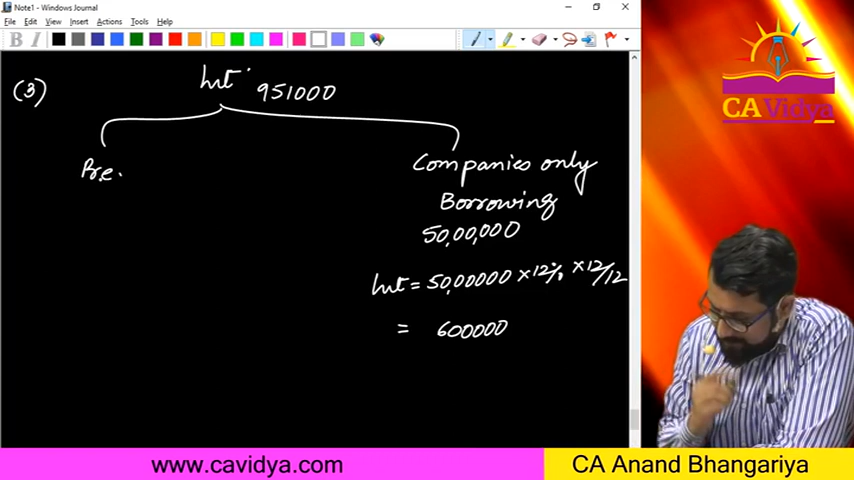 Note1 - Windows Journal
File Edit View Insert Actions Tools Help
B I
(3)
Int 951000
Pre.
Companies only
Borrowing
50,00,000
Int = 50,00000 × 12% × 12/12
= 600000
CA Vidya
www.cavidya.com
CA Anand Bhangariya